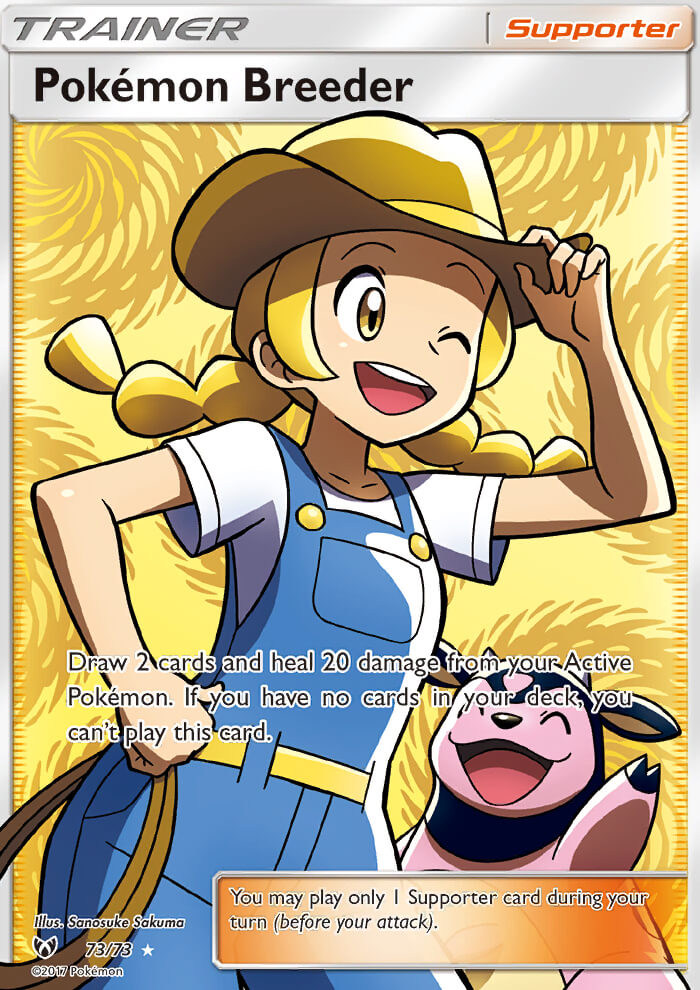 TRAINER Supporter
Pokémon Breeder
Draw 2 cards and heal 20 damage from your Active
Pokémon. If you have no cards in your deck, you
can't play this card.
You may play only 1 Supporter card during your
turn (before your attack).
Illus. Sanosuke Sakuma
73/73 ★
©2017 Pokémon